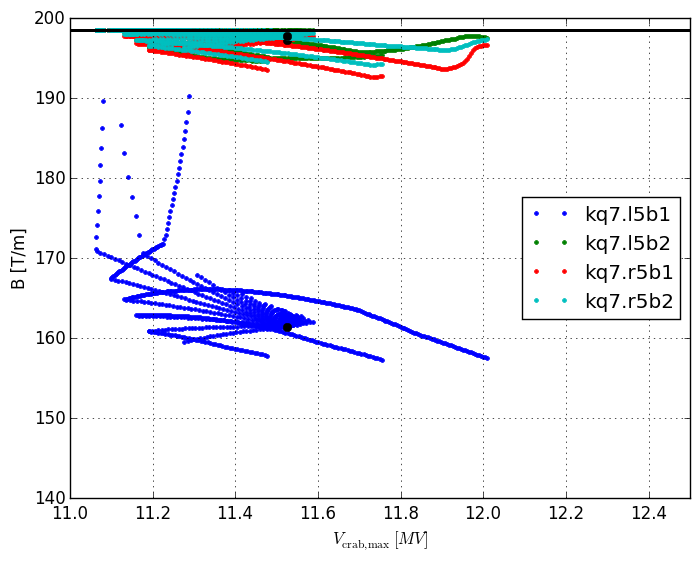 200
190
180
170
160
150
140
B [T/m]
kq7.l5b1
kq7.l5b2
kq7.r5b1
kq7.r5b2
11.0 11.2 11.4 11.6 11.8 12.0 12.2 12.4
V_crab,max [MV]